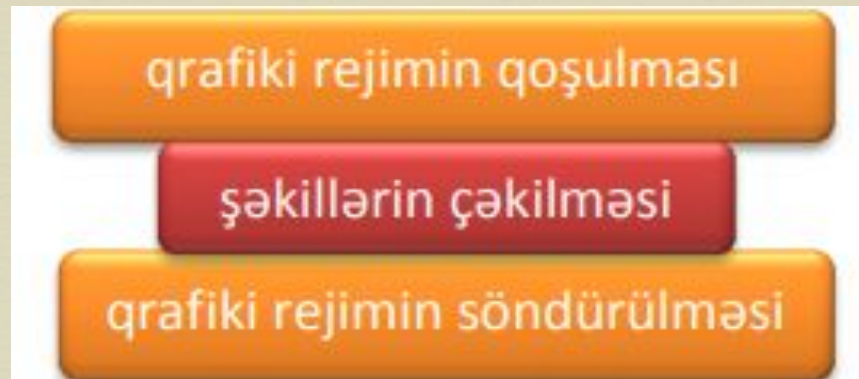 qrafiki rejimin qoşulması
şəkillərin çəkilməsi
qrafiki rejimin söndürülməsi